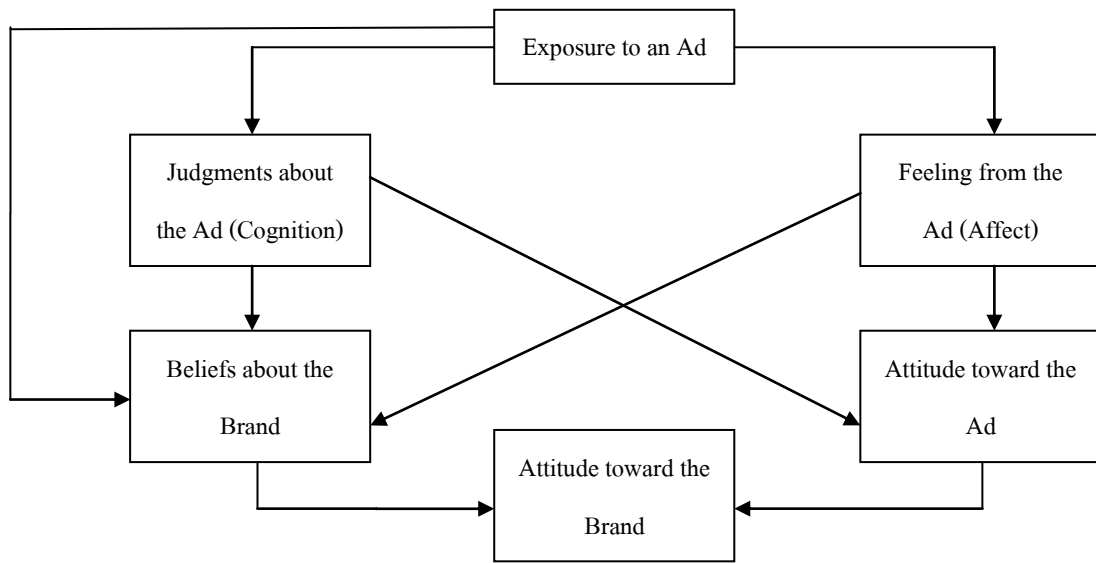 Exposure to an Ad
Judgments about
the Ad (Cognition)
Feeling from the
Ad (Affect)
Beliefs about the
Brand
Attitude toward the
Ad
Attitude toward the
Brand